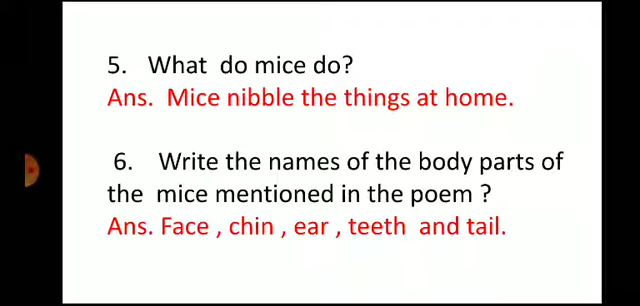 5. What do mice do?
Ans. Mice nibble the things at home.
6. Write the names of the body parts of
the mice mentioned in the poem ?
Ans. Face , chin , ear , teeth and tail.